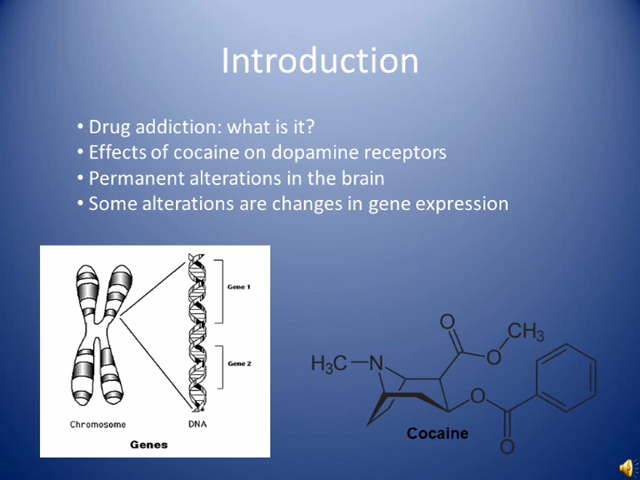 Introduction
• Drug addiction: what is it?
• Effects of cocaine on dopamine receptors
• Permanent alterations in the brain
• Some alterations are changes in gene expression
Gene 1
Gene 2
Chromosome
DNA
Genes
O
CH₃
H₃C
N
O
O
Cocaine
O